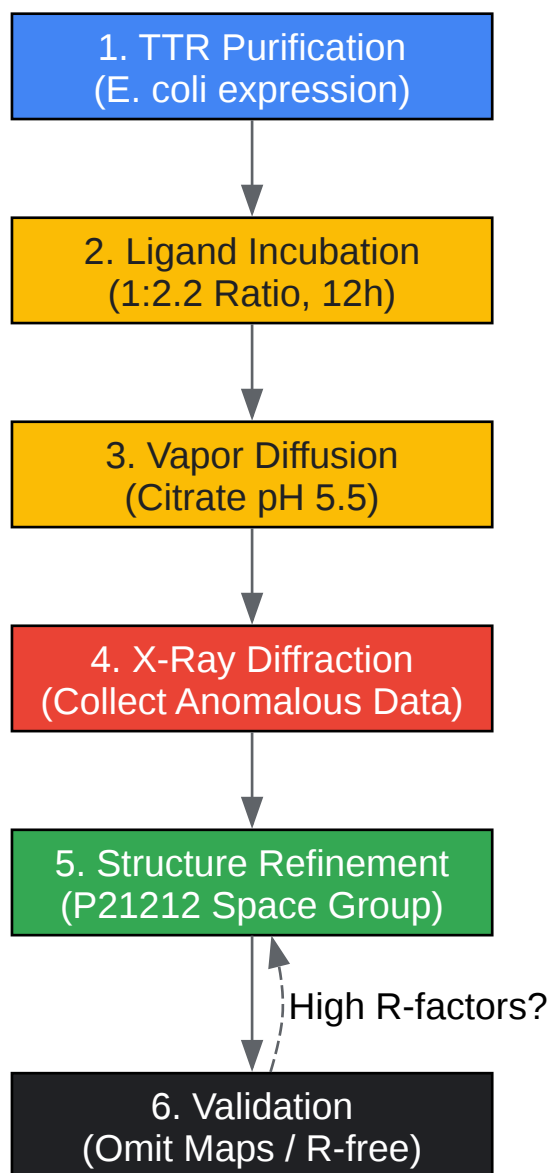 1. TTR Purification
(E. coli expression)
2. Ligand Incubation
(1:2.2 Ratio, 12h)
3. Vapor Diffusion
(Citrate pH 5.5)
4. X-Ray Diffraction
(Collect Anomalous Data)
5. Structure Refinement
(P21212 Space Group)
High R-factors?
6. Validation
(Omit Maps / R-free)